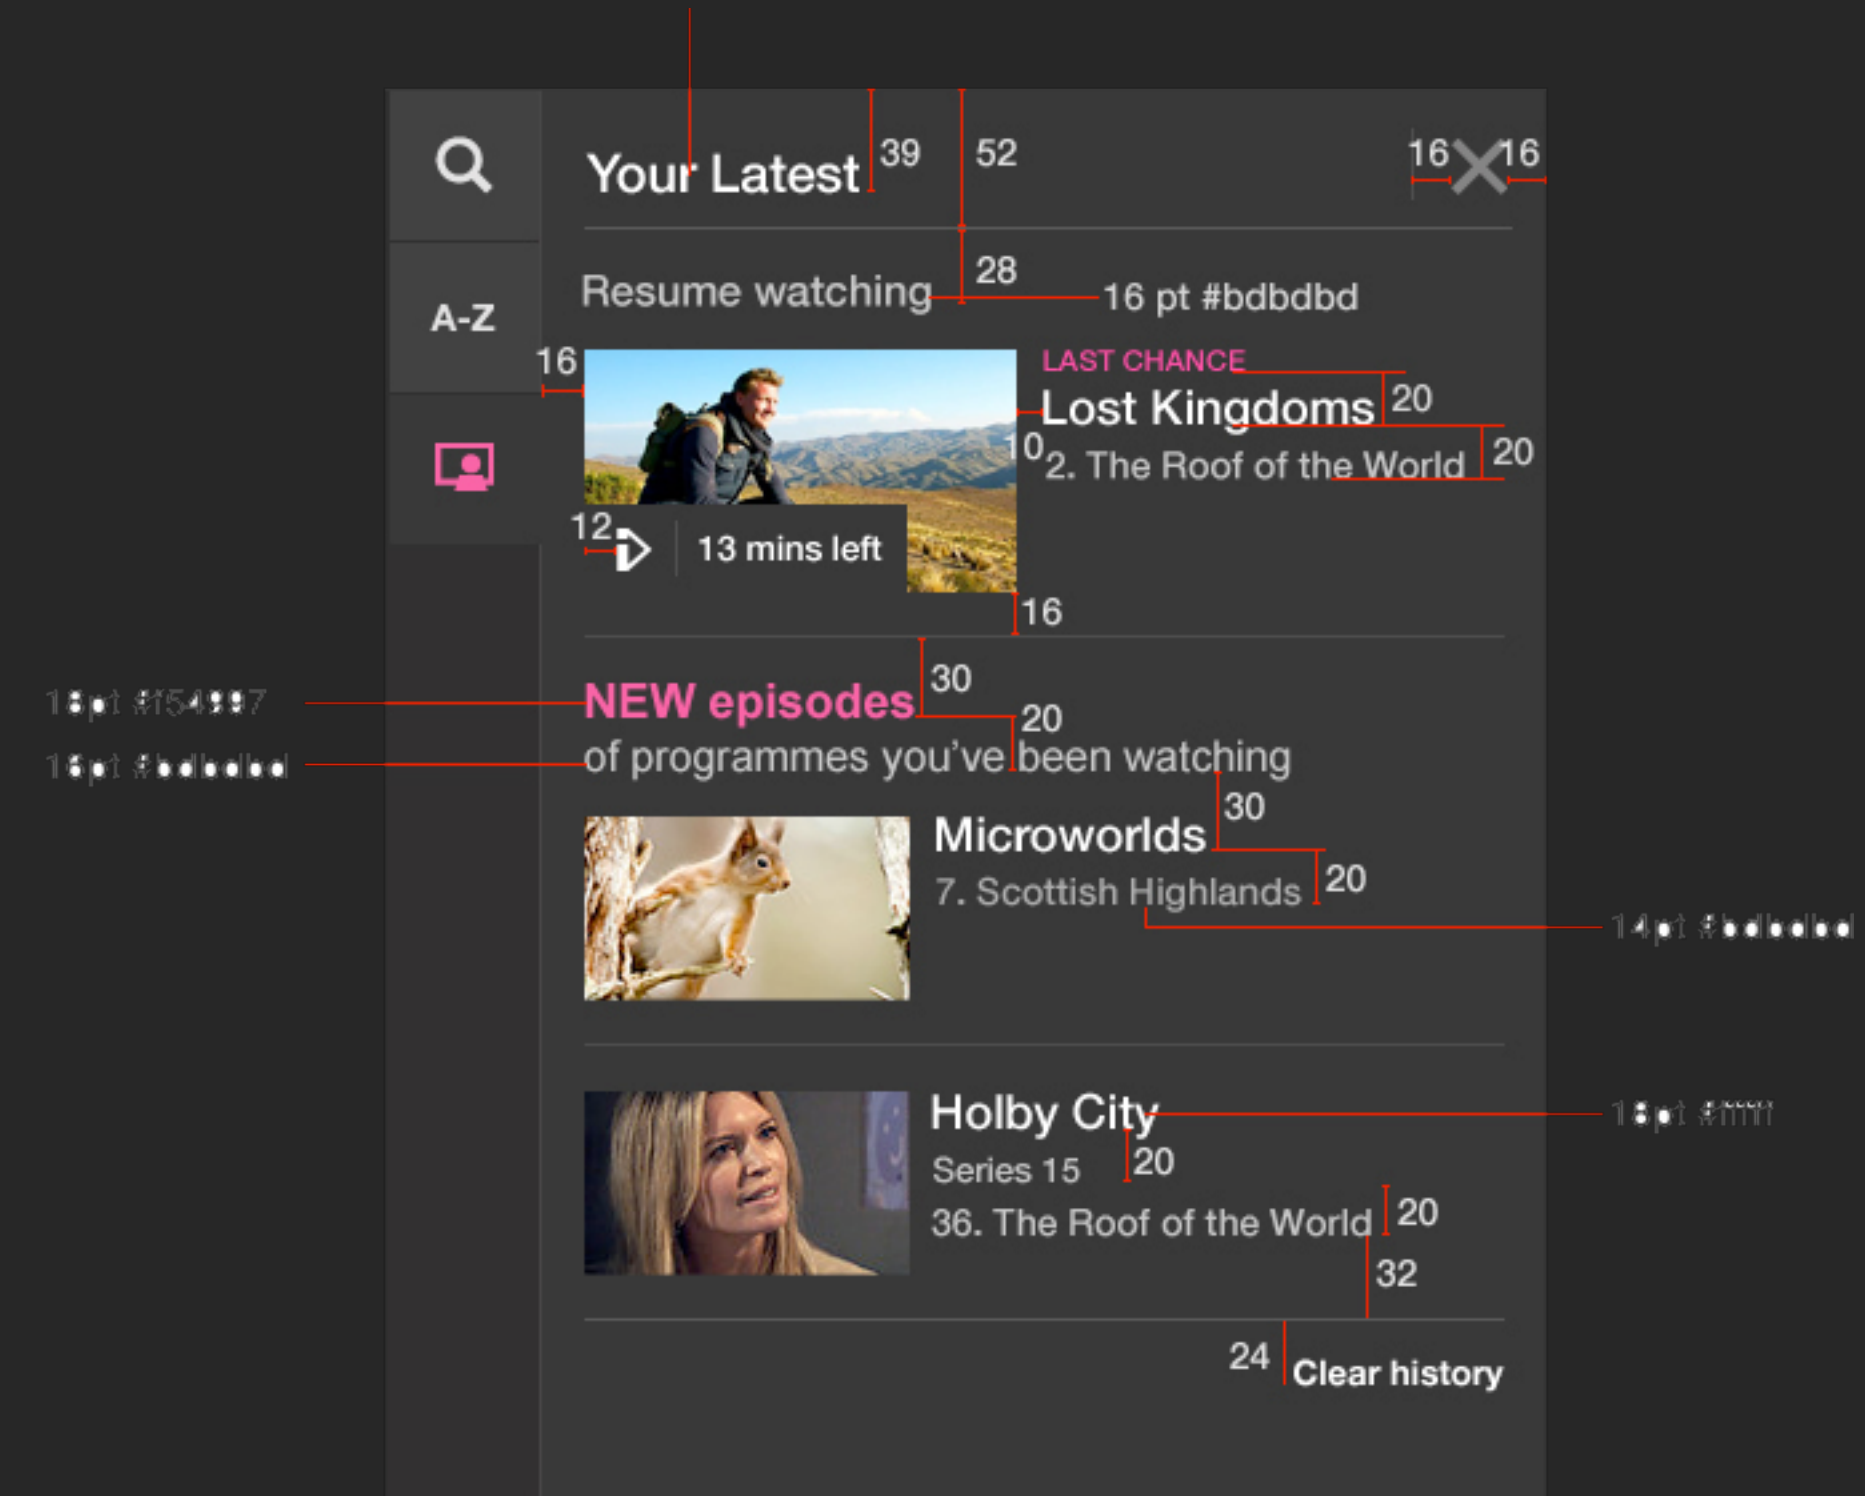 Your Latest
39
52
16
16
28
Resume watching
16 pt #bdbdbd
A-Z
16
LAST CHANCE
20
Lost Kingdoms
10
20
2. The Roof of the World
12
13 mins left
16
30
NEW episodes
20
of programmes you've been watching
30
Microworlds
20
7. Scottish Highlands
14pt #bdbdbd
Holby City
20
Series 15
20
36. The Roof of the World
32
24
Clear history